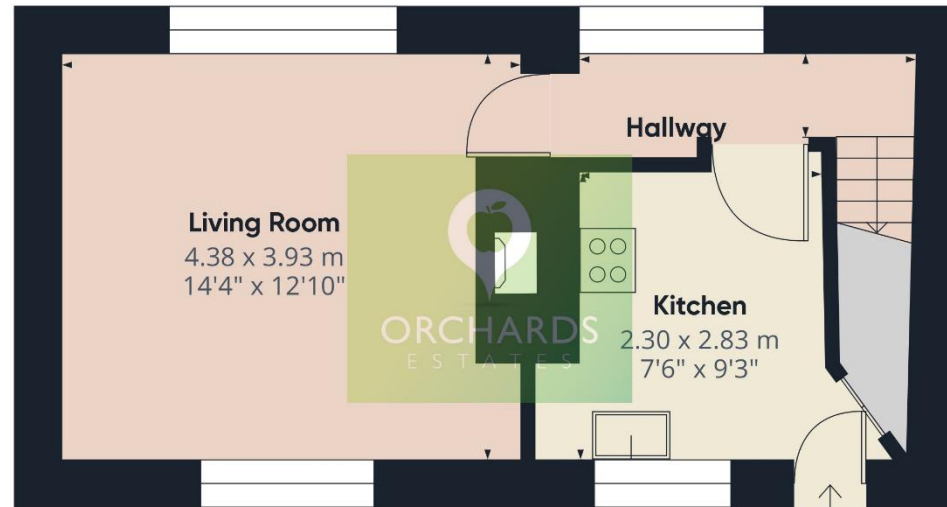 Hallway
Living Room
4.38 x 3.93 m
14'4" x 12'10"
Kitchen
2.30 x 2.83 m
7'6" x 9'3"
ORCHARDS
ESTATES